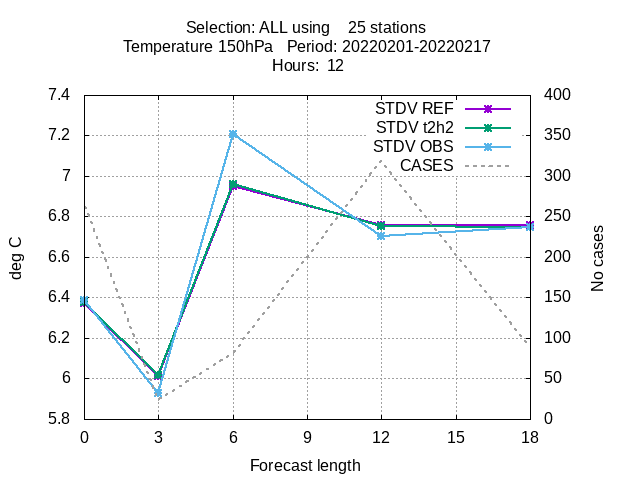 Selection: ALL using    25 stations
Temperature 150hPa   Period: 20220201-20220217
Hours:  12
STDV REF
STDV t2h2
STDV OBS
CASES
deg C
7.4
7.2
7
6.8
6.6
6.4
6.2
6
5.8
400
350
300
250
200
150
100
50
0
No cases
0 3 6 9 12 15 18
Forecast length